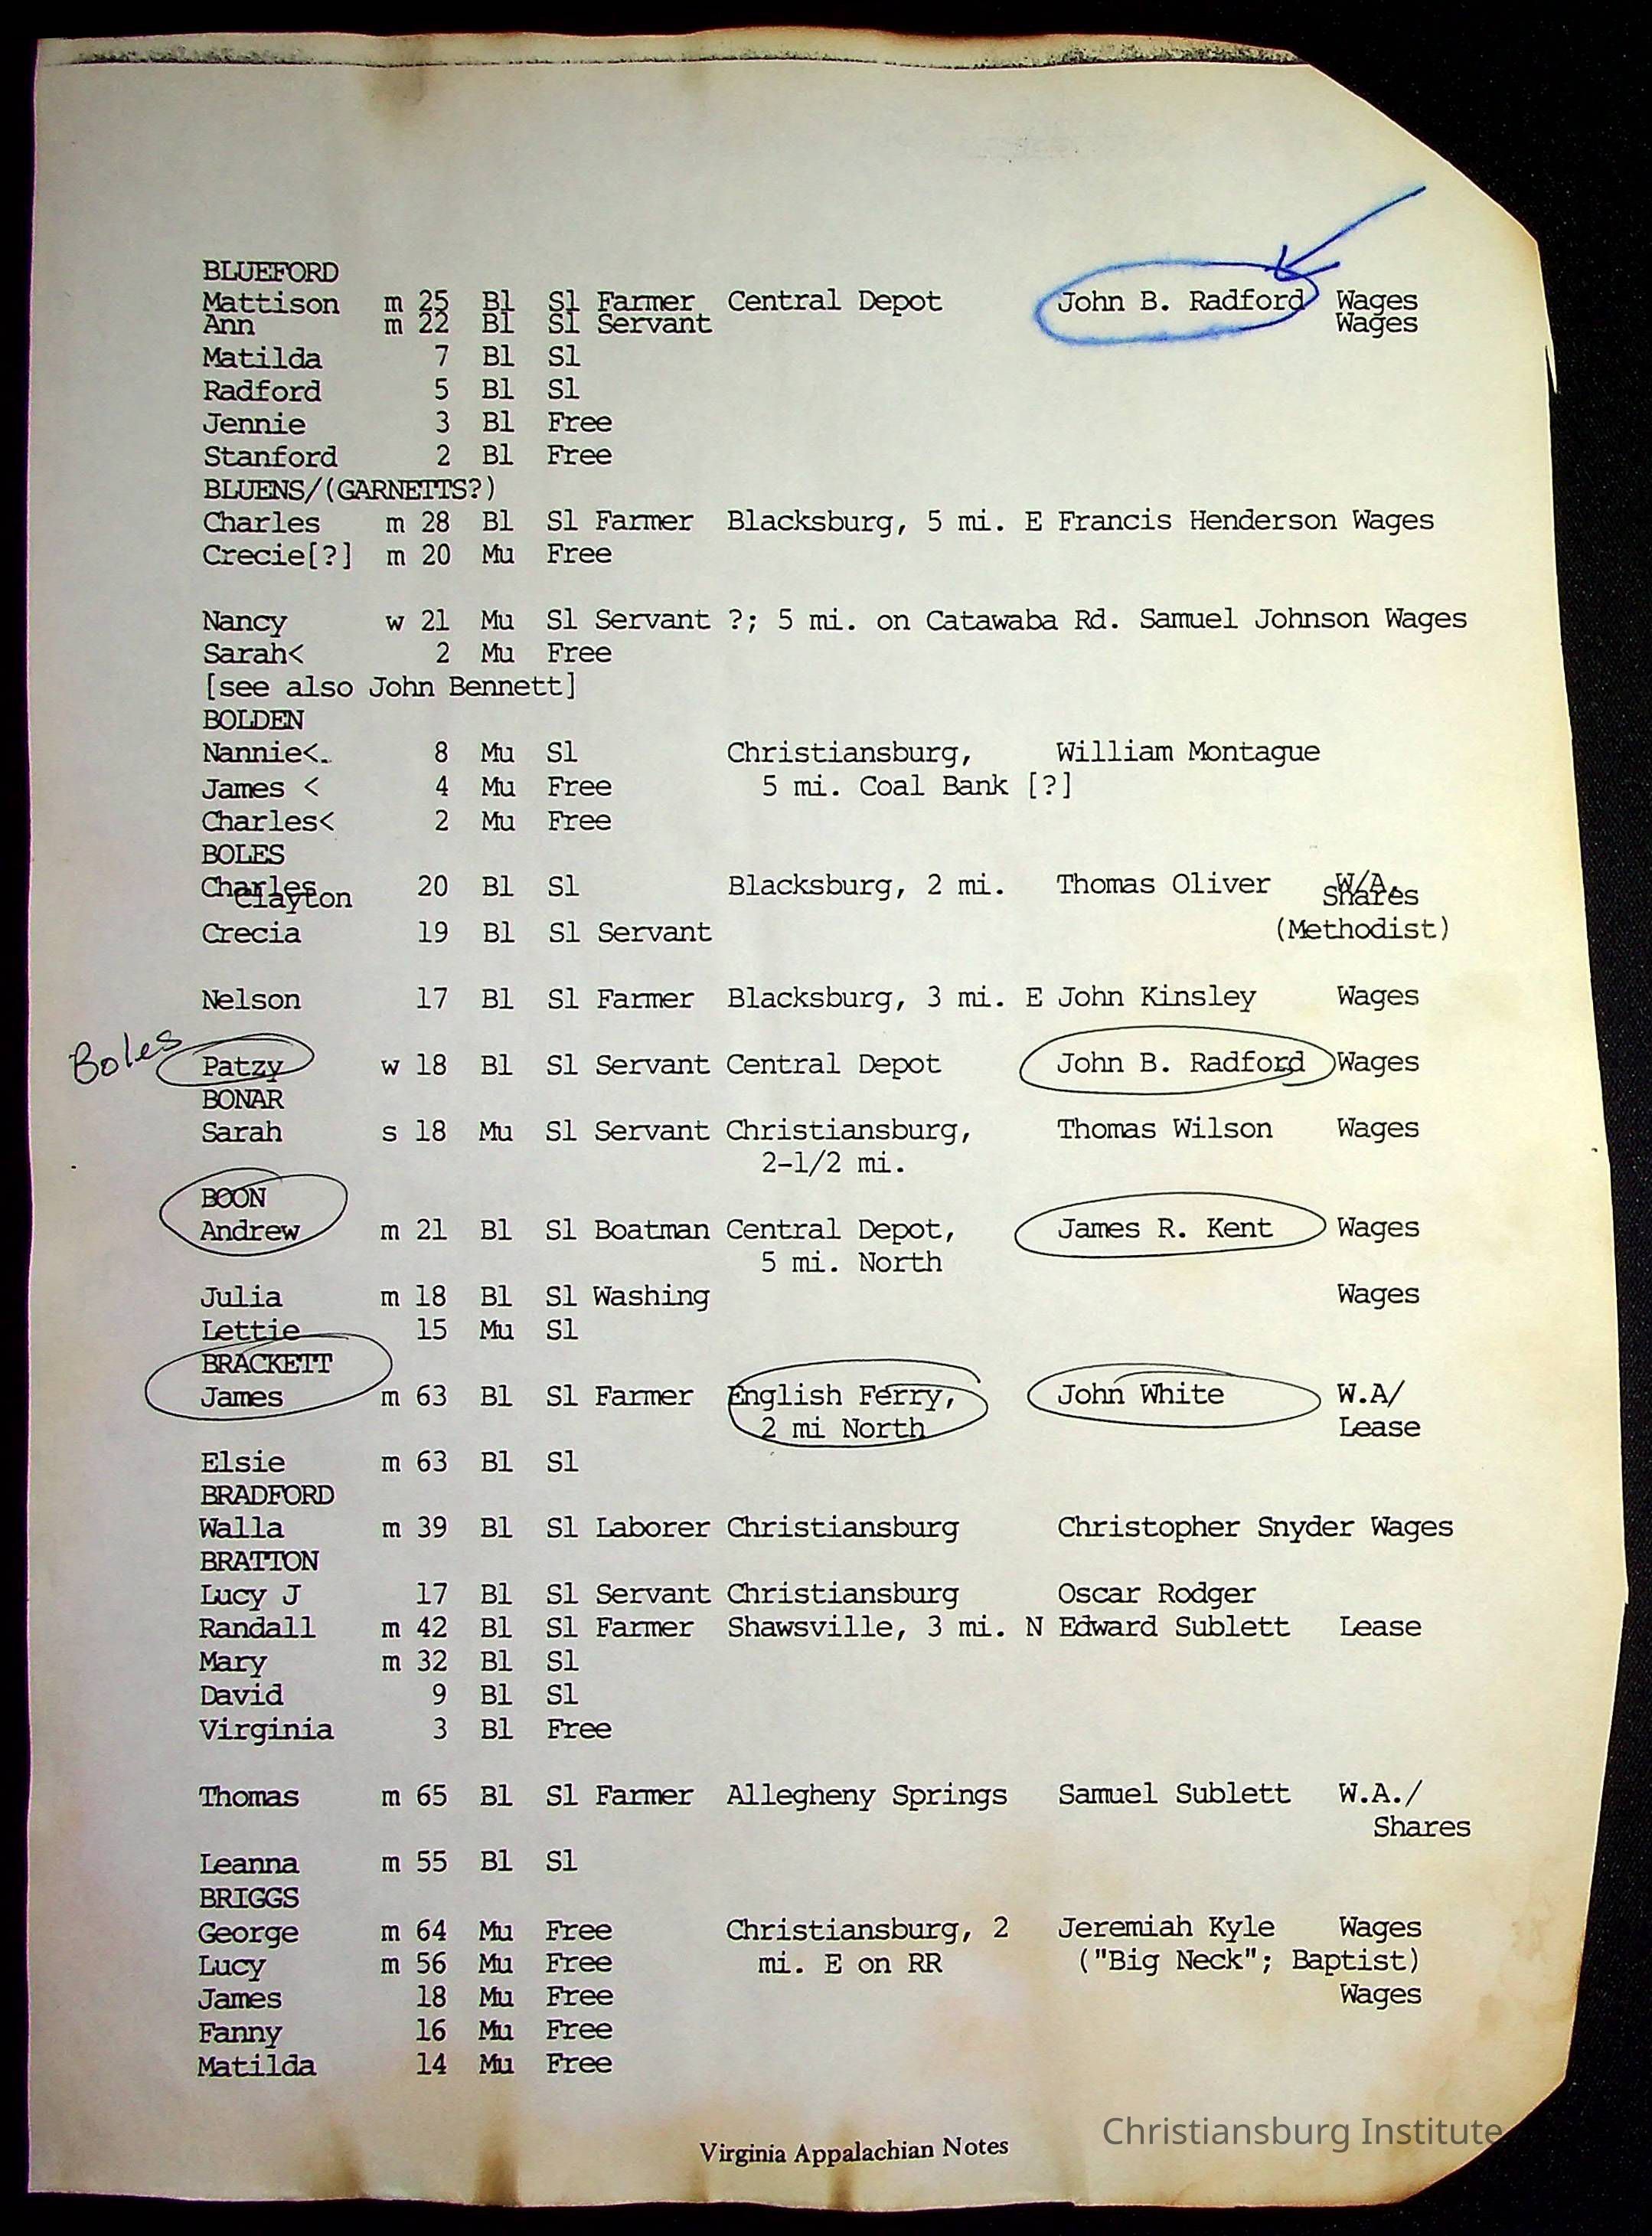 BLUEFORD
Mattison m 25 Bl Sl Farmer Central Depot John B. Radford Wages
Ann m 22 Bl Sl Servant Wages
Matilda 7 Bl Sl
Radford 5 Bl Sl
Jennie 3 Bl Free
Stanford 2 Bl Free
BLUENS/(GARNETTS?)
Charles m 28 Bl Sl Farmer Blacksburg, 5 mi. E Francis Henderson Wages
Crecie[?] m 20 Mu Free
Nancy w 21 Mu Sl Servant ?; 5 mi. on Catawaba Rd. Samuel Johnson Wages
Sarah< 2 Mu Free
[see also John Bennett]
BOLDEN
Nannie<. 8 Mu Sl Christiansburg, William Montague
James < 4 Mu Free 5 mi. Coal Bank [?]
Charles< 2 Mu Free
BOLES
Charles 20 Bl Sl Blacksburg, 2 mi. Thomas Oliver W/A,
Clayton Shares
Crecia 19 Bl Sl Servant (Methodist)
Nelson 17 Bl Sl Farmer Blacksburg, 3 mi. E John Kinsley Wages
Boles Patzy w 18 Bl Sl Servant Central Depot John B. Radford Wages
BONAR
Sarah s 18 Mu Sl Servant Christiansburg, Thomas Wilson Wages
2-1/2 mi.
BOON
Andrew m 21 Bl Sl Boatman Central Depot, James R. Kent Wages
5 mi. North
Julia m 18 Bl Sl Washing Wages
Lettie 15 Mu Sl
BRACKETT
James m 63 Bl Sl Farmer English Ferry, John White W.A/
2 mi North Lease
Elsie m 63 Bl Sl
BRADFORD
Walla m 39 Bl Sl Laborer Christiansburg Christopher Snyder Wages
BRATTON
Lucy J 17 Bl Sl Servant Christiansburg Oscar Rodger
Randall m 42 Bl Sl Farmer Shawsville, 3 mi. N Edward Sublett Lease
Mary m 32 Bl Sl
David 9 Bl Sl
Virginia 3 Bl Free
Thomas m 65 Bl Sl Farmer Allegheny Springs Samuel Sublett W.A./
Shares
Leanna m 55 Bl Sl
BRIGGS
George m 64 Mu Free Christiansburg, 2 Jeremiah Kyle Wages
Lucy m 56 Mu Free mi. E on RR ("Big Neck"; Baptist)
James 18 Mu Free Wages
Fanny 16 Mu Free
Matilda 14 Mu Free
Christiansburg Institute
Virginia Appalachian Notes